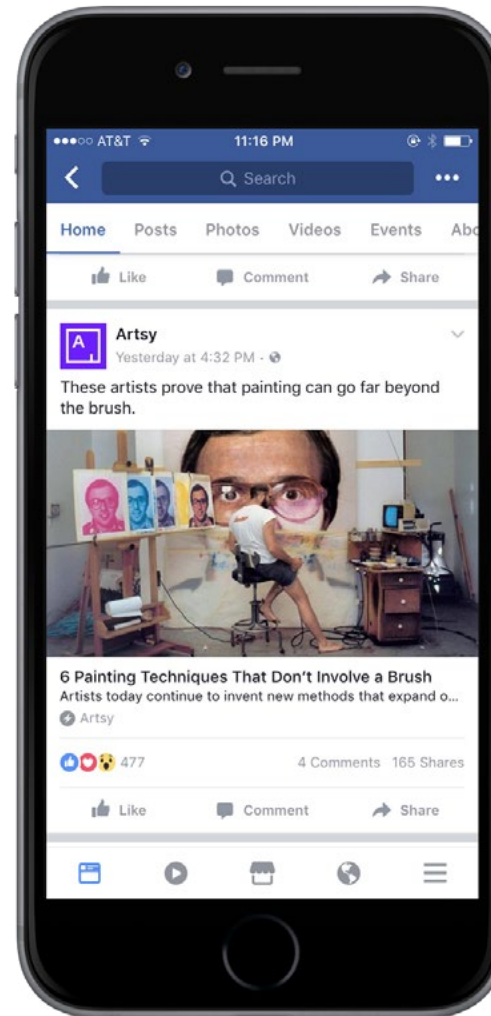 AT&T 11:16 PM
Search
Home Posts Photos Videos Events Abo
Like Comment Share
A
Artsy
Yesterday at 4:32 PM
These artists prove that painting can go far beyond
the brush.
6 Painting Techniques That Don't Involve a Brush
Artists today continue to invent new methods that expand o...
Artsy
477 4 Comments 165 Shares
Like Comment Share